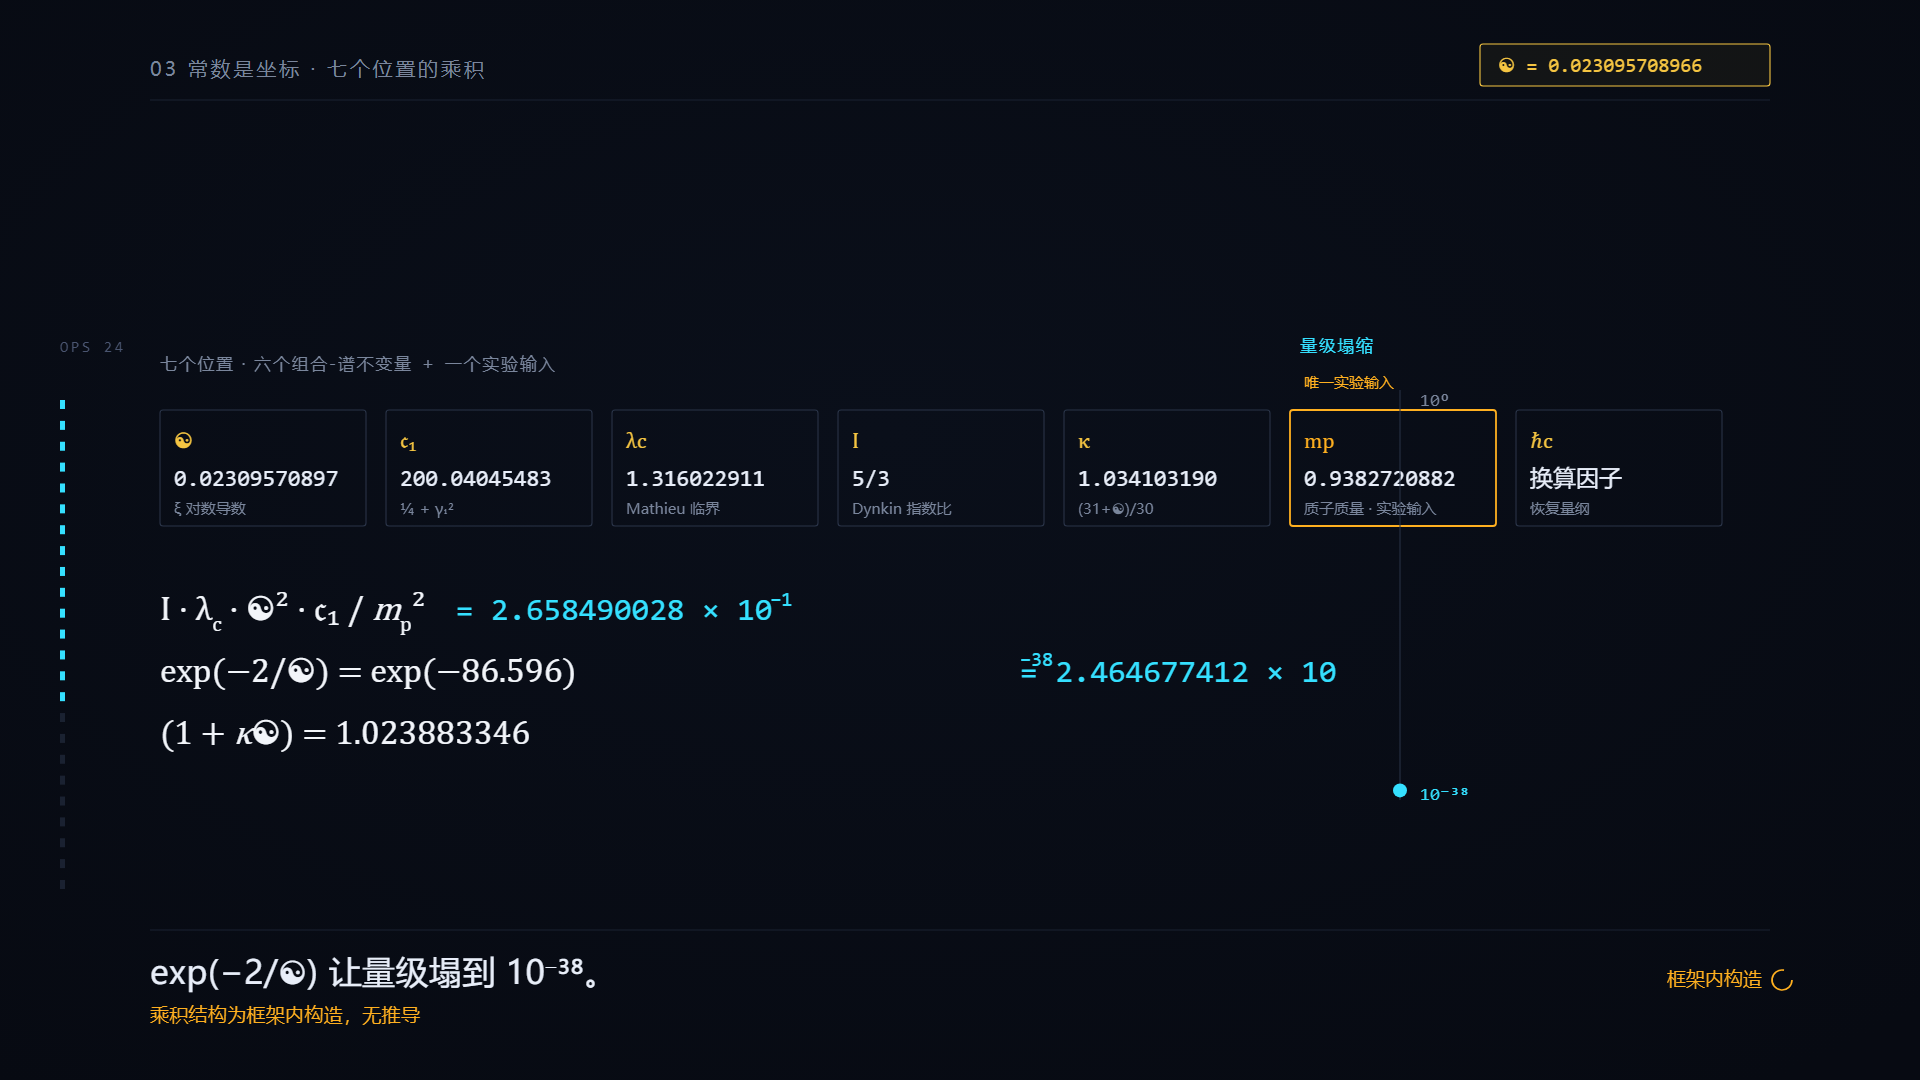 03 常数是坐标 · 七个位置的乘积
☯ = 0.023095708966
OPS 24
七个位置 · 六个组合-谱不变量 + 一个实验输入
量级塌缩
唯一实验输入
10⁰
☯
0.02309570897
ξ 对数导数
𝔠₁
200.04045483
¼ + γ₁²
λc
1.316022911
Mathieu 临界
I
5/3
Dynkin 指数比
κ
1.034103190
(31+☯)/30
mp
0.9382720882
质子质量 · 实验输入
ℏc
换算因子
恢复量纲
I · λ_c · ☯² · 𝔠₁ / m_p² = 2.658490028 × 10⁻¹
exp(−2/☯) = exp(−86.596) = 2.464677412 × 10⁻³⁸
(1 + κ☯) = 1.023883346
10⁻³⁸
exp(−2/☯) 让量级塌到 10⁻³⁸。
乘积结构为框架内构造，无推导
框架内构造